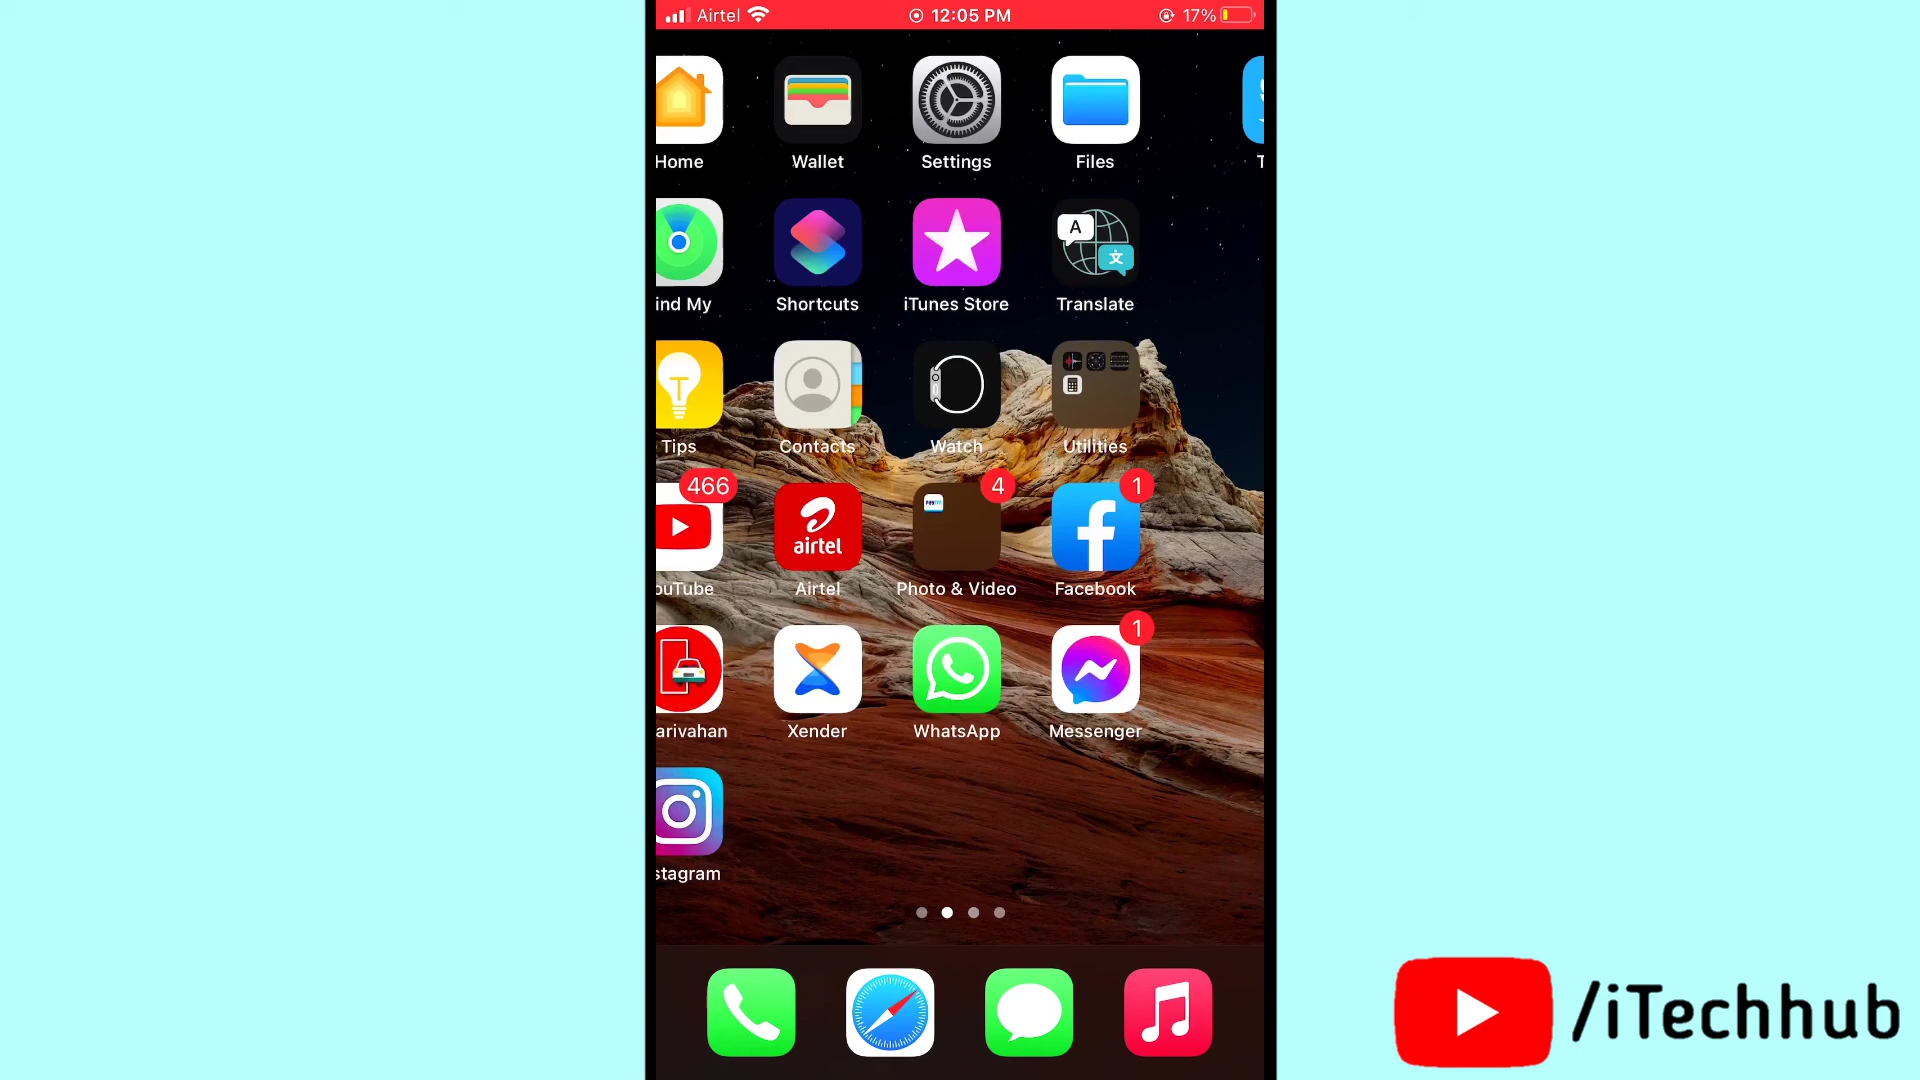 Airtel 12:05 PM 17%
Home Wallet Settings Files T
A 文
ind My Shortcuts iTunes Store Translate
Tips Contacts Watch Utilities
466 4 1
airtel
ouTube Airtel Photo & Video Facebook
1
arivahan Xender WhatsApp Messenger
stagram
/iTechhub